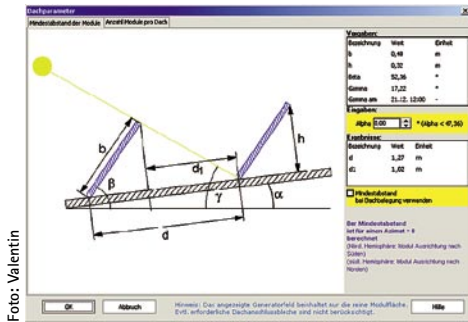 Dachparameter
Mindestabstand der Module
Anzahl Module pro Dach
Vorgaben:
Bezeichnung Wert Einheit
b 0,48 m
h 0,32 m
Beta 52,36 °
Gamma 17,22 °
Gamma am 21.12. 12:00 -
Eingaben:
Alpha 0.00 ° (Alpha < 47,36)
Ergebnisse:
Bezeichnung Wert Einheit
d 1,27 m
d1 1,02 m
Mindestabstand
bei Dachbelegung verwenden
Der Mindestabstand
ist für einen Azimut = 0
berechnet
(Nörd. Hemisphäre: Modul Ausrichtung nach
Süden)
(südl. Hemisphäre: Modul Ausrichtung nach
Norden)
b
β
d1
h
γ
α
d
OK
Abbruch
Hinweis: Das angezeigte Generatorfeld beinhaltet nur die reine Modulfläche.
Evtl. erforderliche Dachanschlussbleche sind nicht berücksichtigt.
Hilfe
Foto: Valentin